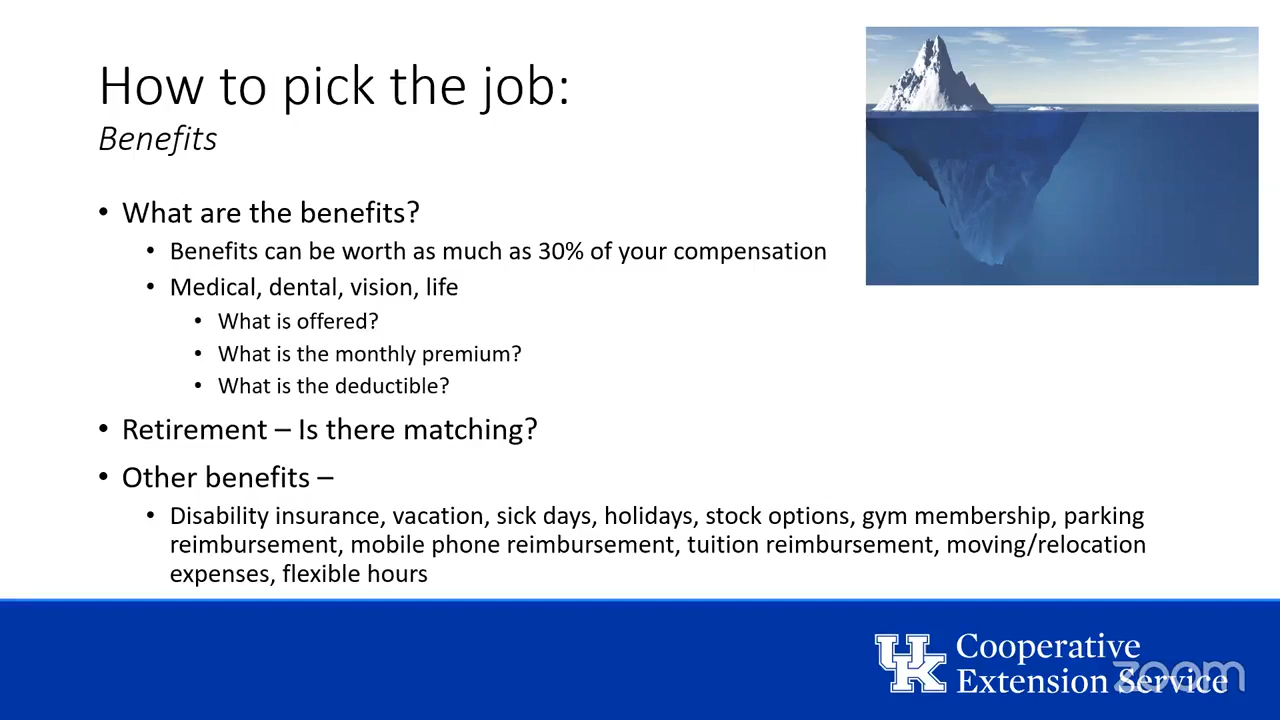 How to pick the job:
Benefits
• What are the benefits?
• Benefits can be worth as much as 30% of your compensation
• Medical, dental, vision, life
• What is offered?
• What is the monthly premium?
• What is the deductible?
• Retirement – Is there matching?
• Other benefits –
• Disability insurance, vacation, sick days, holidays, stock options, gym membership, parking
reimbursement, mobile phone reimbursement, tuition reimbursement, moving/relocation
expenses, flexible hours
UK
Cooperative
Extension Service
zoom